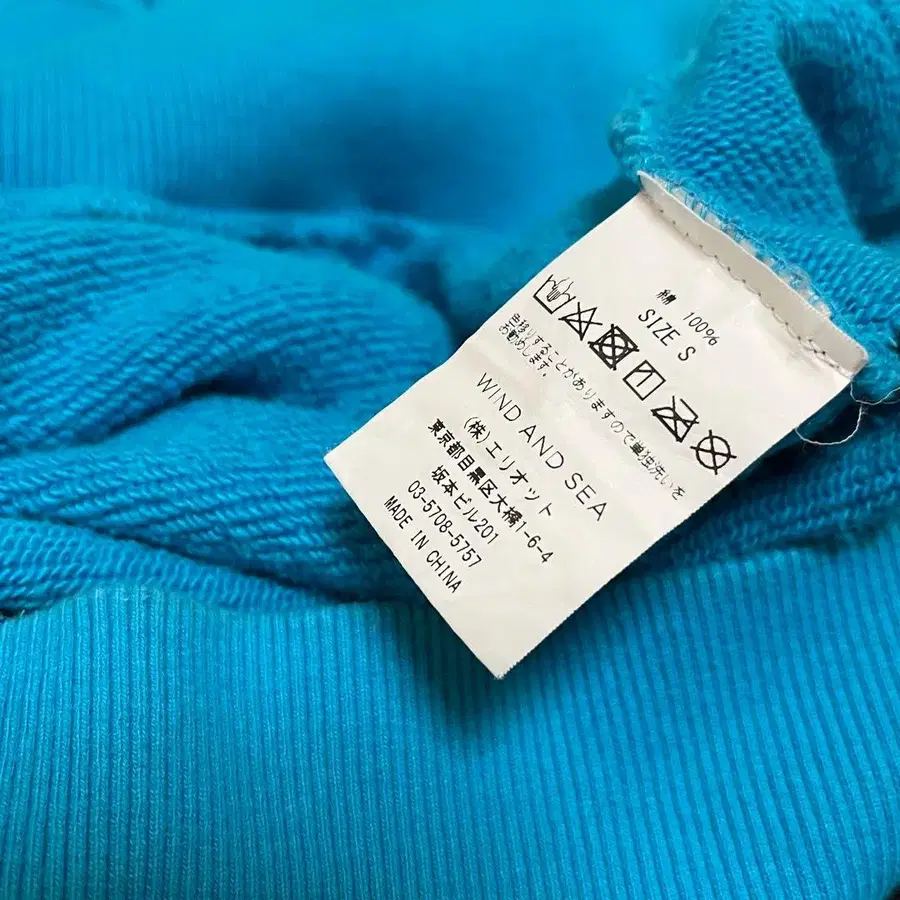 綿 100%
SIZE S
色移りすることがありますので単独洗いを
お勧めします。
WIND AND SEA
(株)エリオット
東京都目黒区大橋1-6-4
坂本ビル201
03-5708-5757
MADE IN CHINA